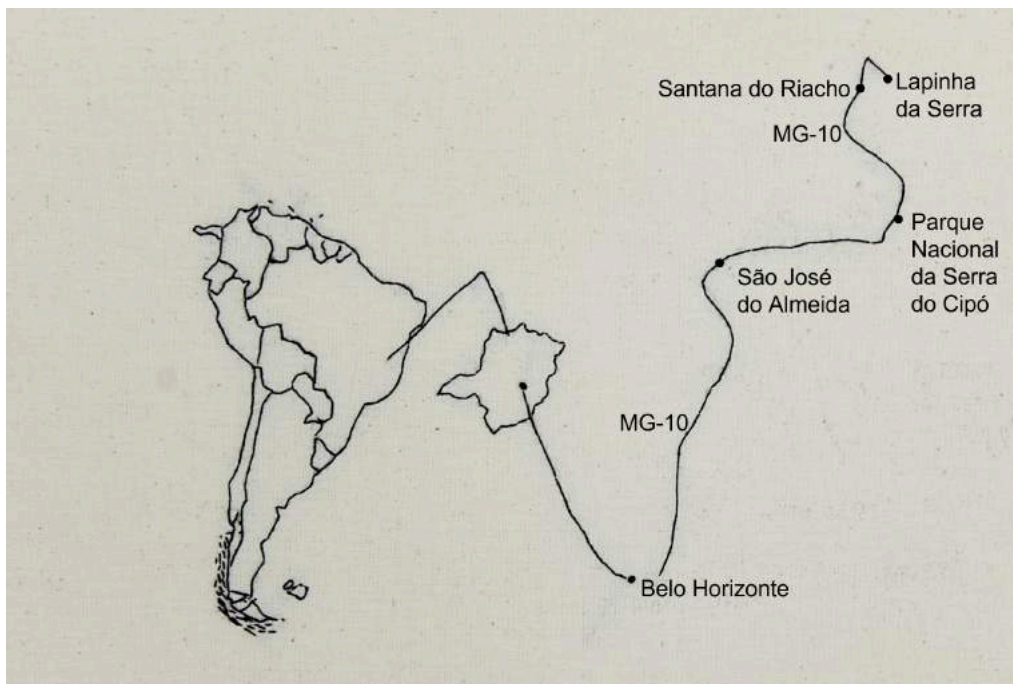 Santana do Riacho
Lapinha
da Serra
MG-10
Parque
Nacional
da Serra
do Cipó
São José
do Almeida
MG-10
Belo Horizonte